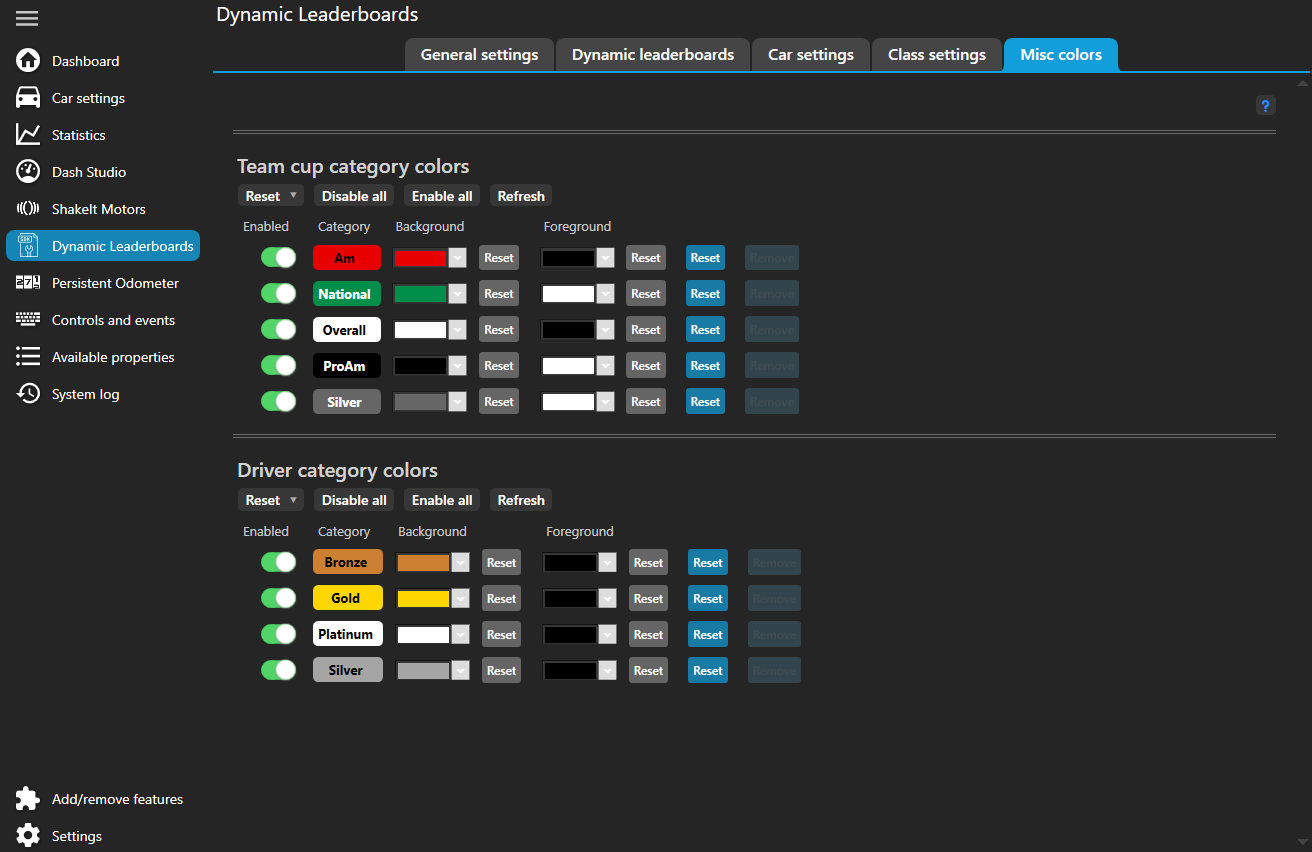 Dynamic Leaderboards
General settings Dynamic leaderboards Car settings Class settings Misc colors
Dashboard
Car settings
Statistics
Dash Studio
ShakeIt Motors
Dynamic Leaderboards
Persistent Odometer
Controls and events
Available properties
System log
Add/remove features
Settings
?
Team cup category colors
Reset Disable all Enable all Refresh
Enabled Category Background Foreground
Am Reset Reset Reset Remove
National Reset Reset Reset Remove
Overall Reset Reset Reset Remove
ProAm Reset Reset Reset Remove
Silver Reset Reset Reset Remove
Driver category colors
Reset Disable all Enable all Refresh
Enabled Category Background Foreground
Bronze Reset Reset Reset Remove
Gold Reset Reset Reset Remove
Platinum Reset Reset Reset Remove
Silver Reset Reset Reset Remove